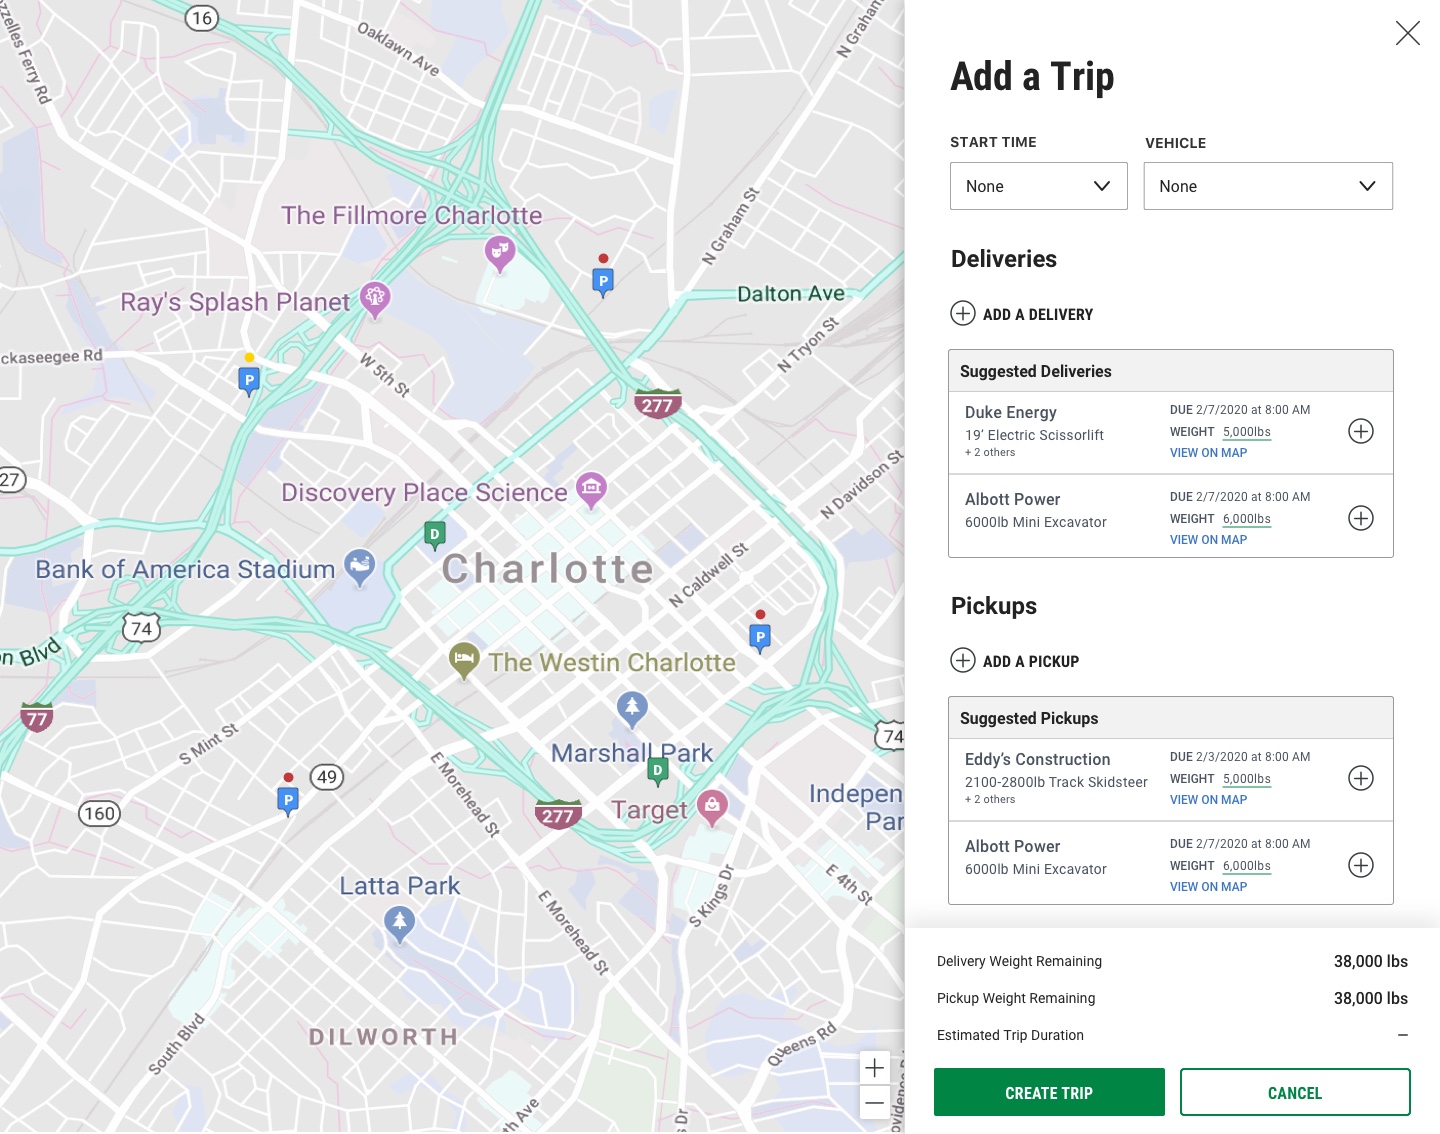 16
Oaklawn Ave
N Graham
zzelles Ferry Rd
The Fillmore Charlotte
N Graham St
P
Ray's Splash Planet
Dalton Ave
ckaseegee Rd
N Tryon St
W 5th St
P
277
27
Discovery Place Science
N Davidson St
D
Charlotte
Bank of America Stadium
N Caldwell St
74
P
n Blvd
The Westin Charlotte
77
S Mint St
74
Marshall Park
E Morehead St
D
49
P
160
277
Target
Indepen
Par
Latta Park
E 4th St
S Kings Dr
E Morehead St
DILWORTH
South Blvd
Queens Rd
th Ave
s Dr
ovidence R
Add a Trip
START TIME
VEHICLE
None
None
Deliveries
ADD A DELIVERY
Suggested Deliveries
Duke Energy
19’ Electric Scissorlift
+ 2 others
DUE 2/7/2020 at 8:00 AM
WEIGHT 5,000lbs
VIEW ON MAP
Albott Power
6000lb Mini Excavator
DUE 2/7/2020 at 8:00 AM
WEIGHT 6,000lbs
VIEW ON MAP
Pickups
ADD A PICKUP
Suggested Pickups
Eddy’s Construction
2100-2800lb Track Skidsteer
+ 2 others
DUE 2/3/2020 at 8:00 AM
WEIGHT 5,000lbs
VIEW ON MAP
Albott Power
6000lb Mini Excavator
DUE 2/7/2020 at 8:00 AM
WEIGHT 6,000lbs
VIEW ON MAP
Delivery Weight Remaining 38,000 lbs
Pickup Weight Remaining 38,000 lbs
Estimated Trip Duration –
CREATE TRIP
CANCEL